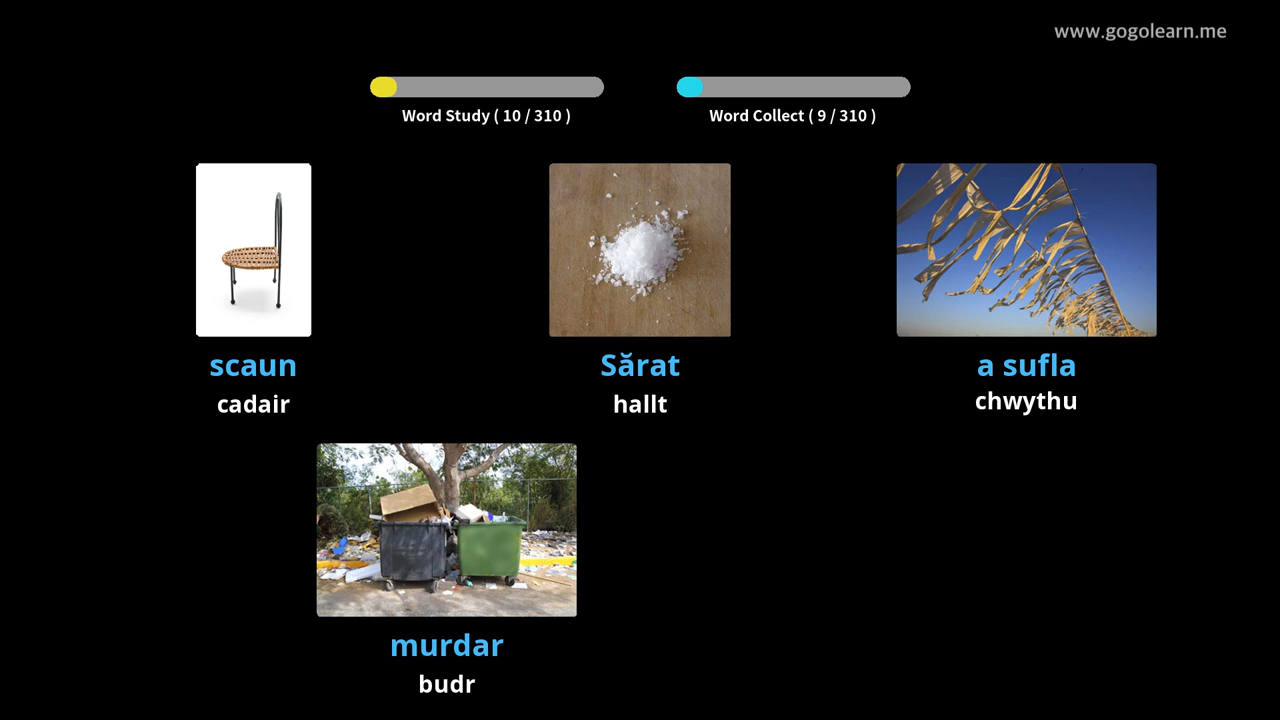 www.gogolearn.me
Word Study ( 10 / 310 )
Word Collect ( 9 / 310 )
scaun
cadair
Sărat
hallt
a sufla
chwythu
murdar
budr